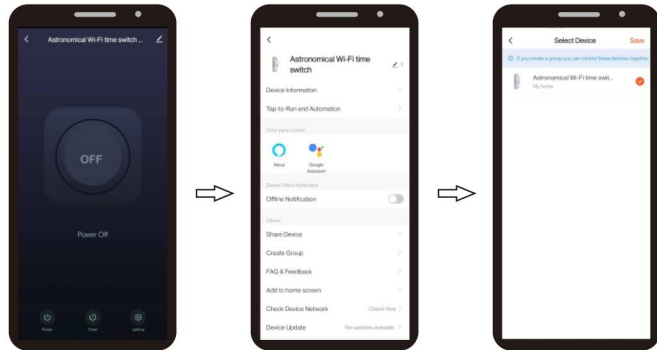 Astronomical Wi-Fi time switch ...
OFF
Power Off
Power
Timer
setting
Astronomical Wi-Fi time
switch
Device Information
Tap-to-Run and Automation
Third-party Control
Alexa
Google
Assistant
Device Offline Notification
Offline Notification
Others
Share Device
Create Group
FAQ & Feedback
Add to home screen
Check Device Network Check Now
Device Update No updates available
Select Device Save
If you create a group you can control these devices together
Astronomical Wi-Fi time swit...
My home